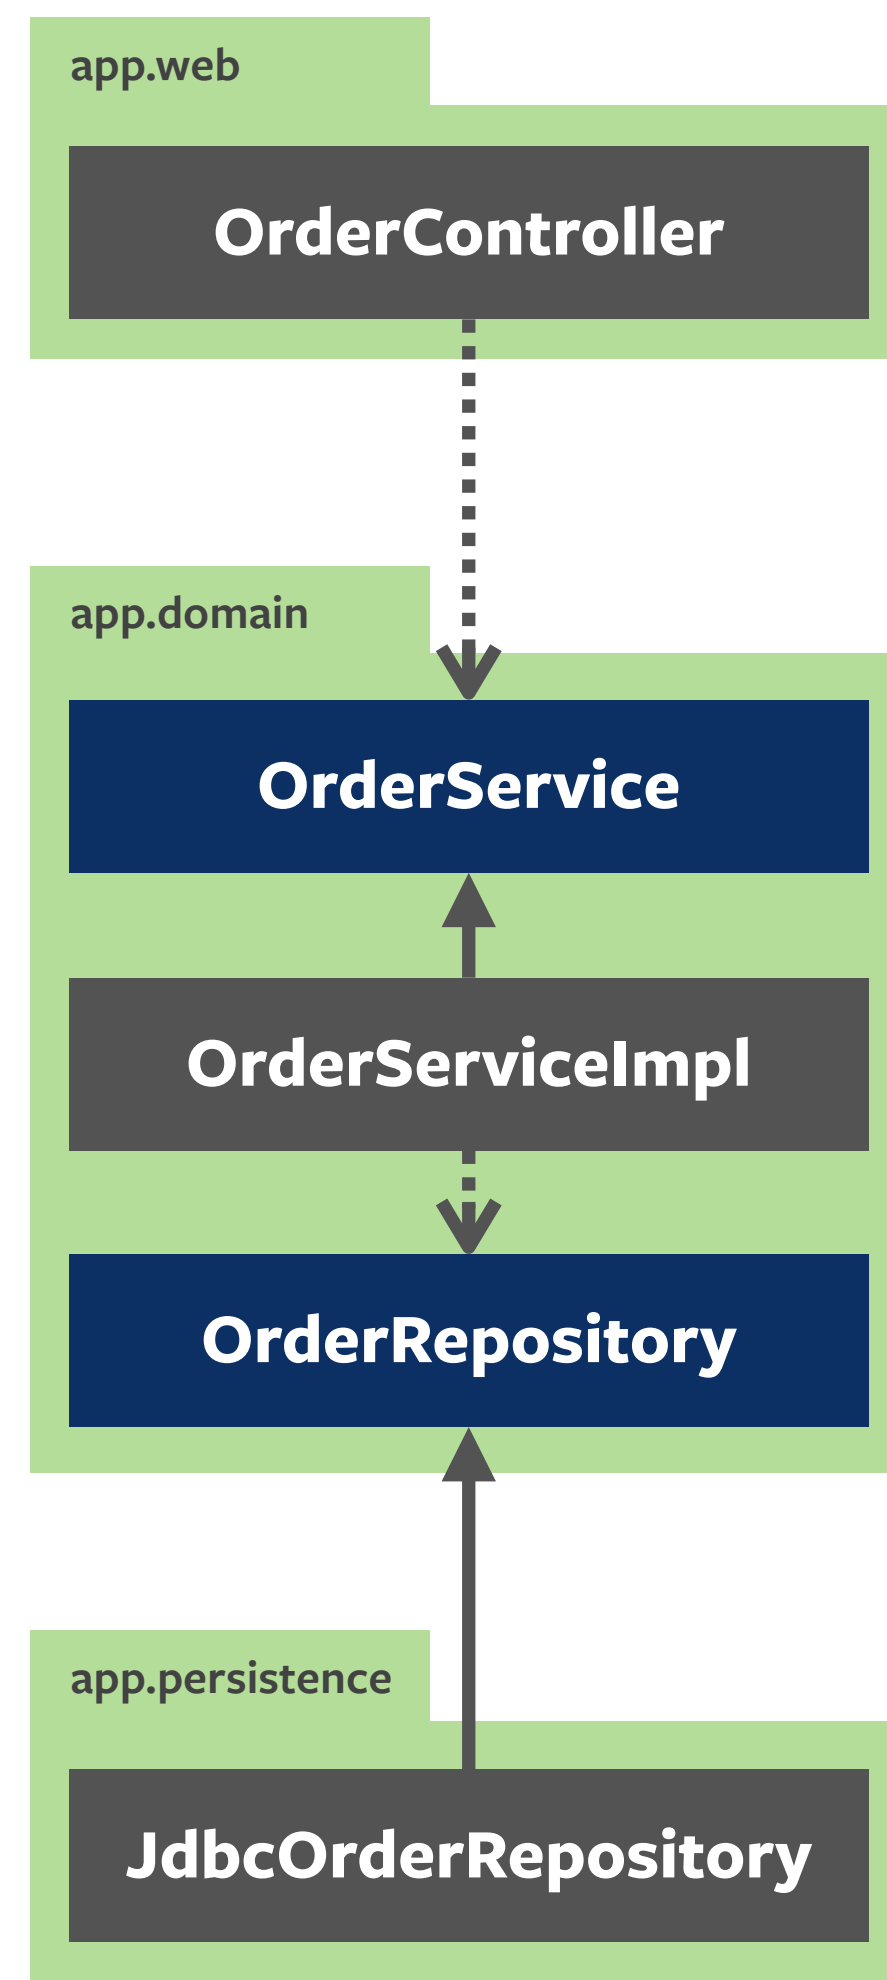 app.web
OrderController
app.domain
OrderService
OrderServiceImpl
OrderRepository
app.persistence
JdbcOrderRepository